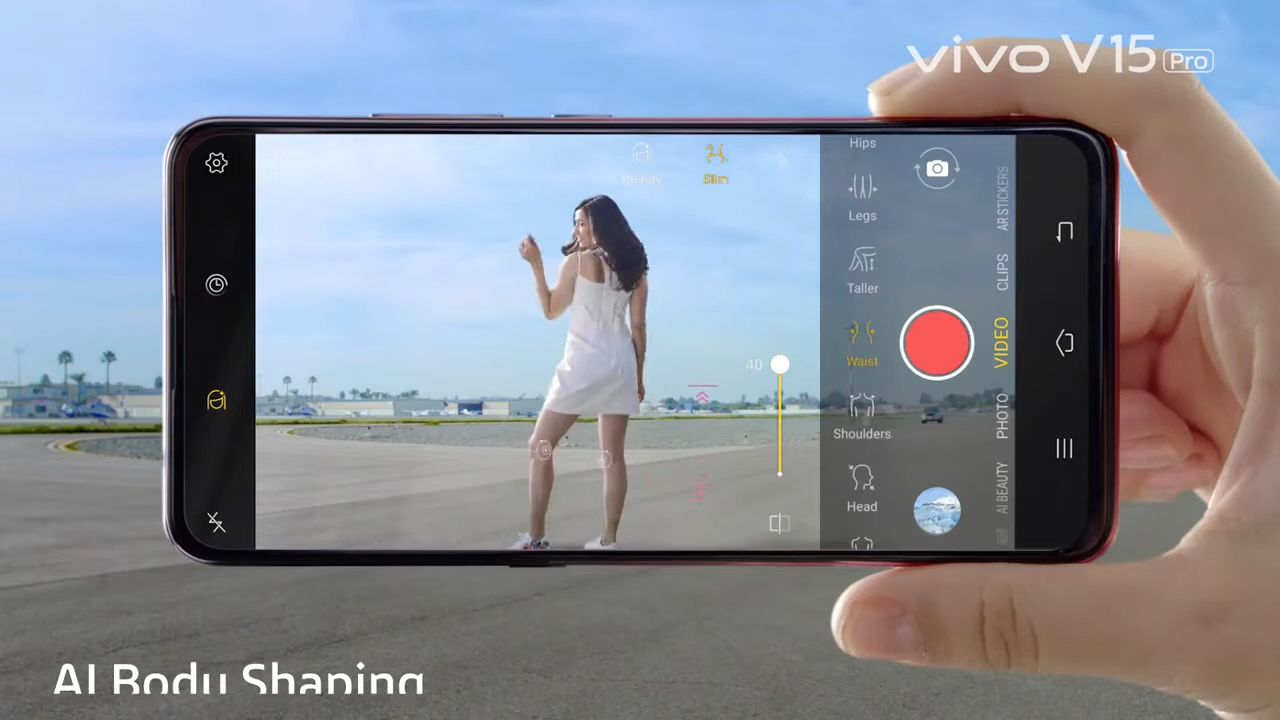 vivo V15 Pro
Beauty
Slim
Hips
Legs
Taller
Waist
Shoulders
Head
40
AR STICKERS
CLIPS
VIDEO
PHOTO
AI BEAUTY
AI Body Shaping